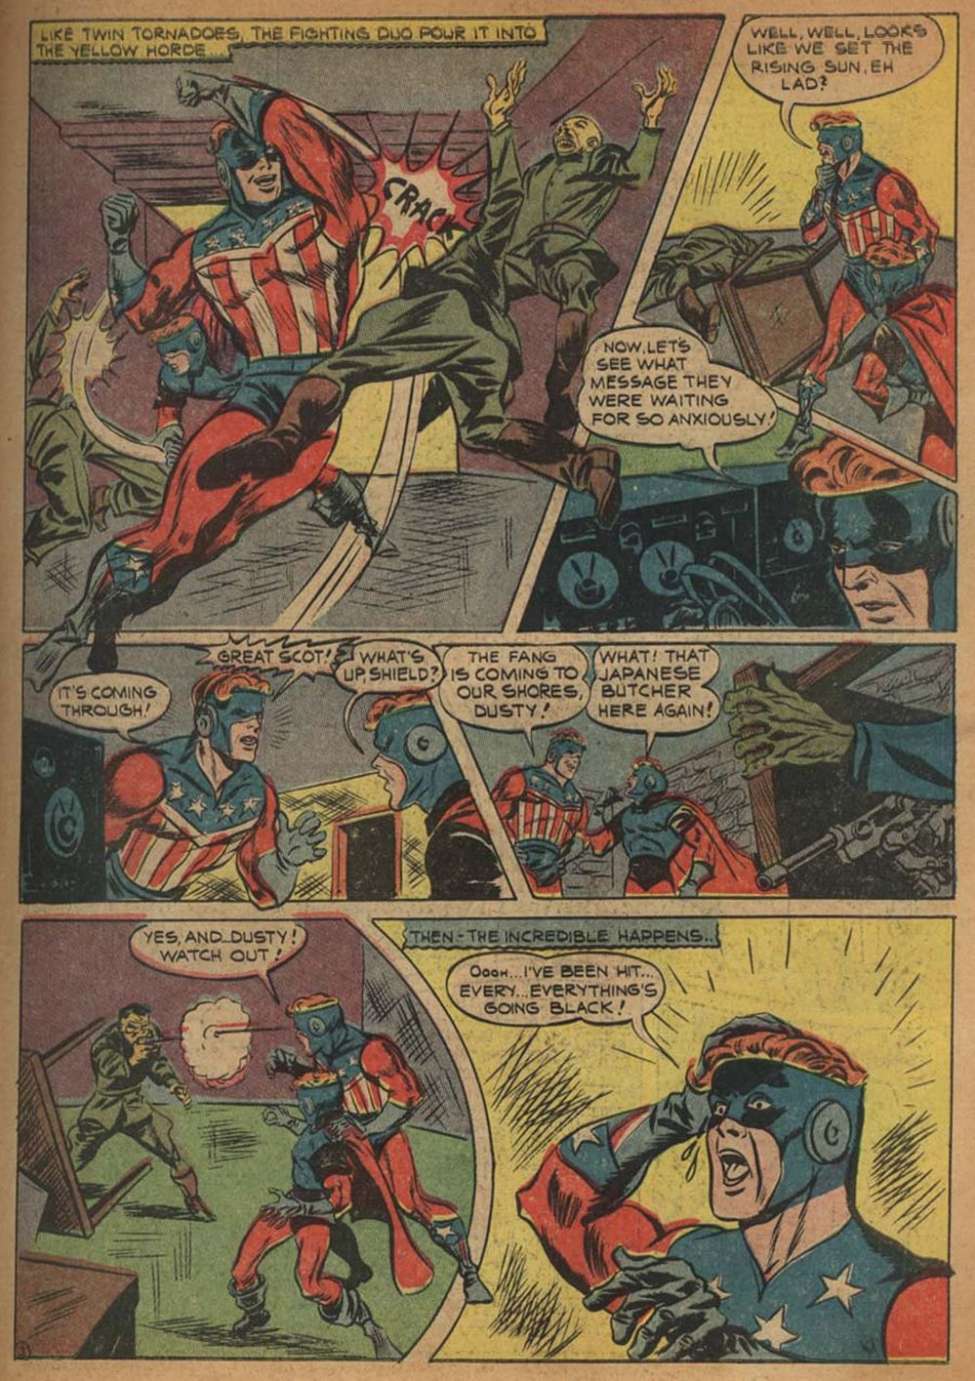 LIKE TWIN TORNADOES, THE FIGHTING DUO POUR IT INTO
THE YELLOW HORDE...
CRACK
WELL, WELL, LOOKS
LIKE WE SET THE
RISING SUN, EH
LAD?
NOW, LET'S
SEE WHAT
MESSAGE THEY
WERE WAITING
FOR SO ANXIOUSLY!
IT'S COMING
THROUGH!
GREAT SCOT!
WHAT'S
UP, SHIELD?
THE FANG
IS COMING TO
OUR SHORES,
DUSTY!
WHAT! THAT
JAPANESE
BUTCHER
HERE AGAIN!
YES, AND...DUSTY!
WATCH OUT!
THEN - THE INCREDIBLE HAPPENS..
OOOH...I'VE BEEN HIT...
EVERY...EVERYTHING'S
GOING BLACK!